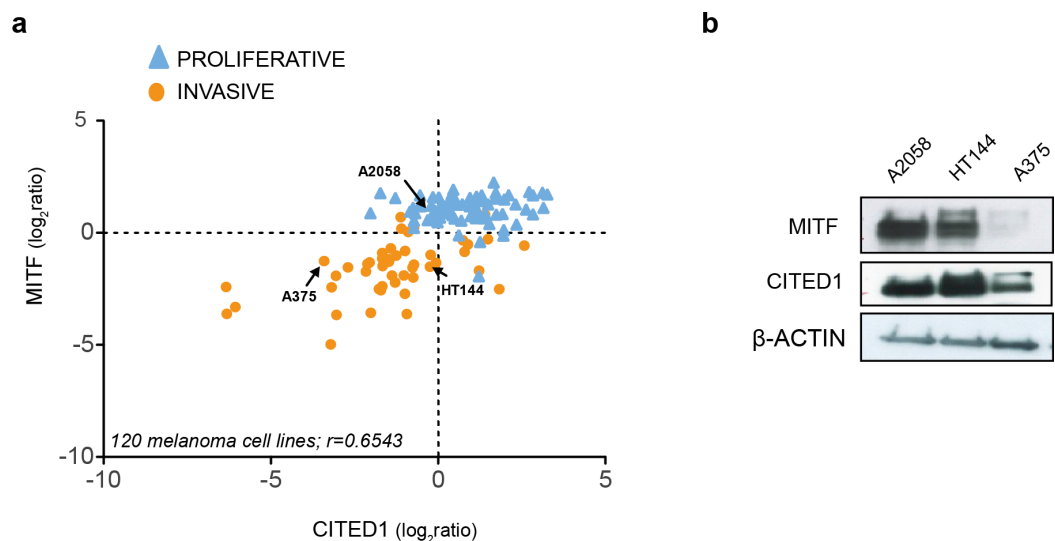 a
PROLIFERATIVE
INVASIVE
5
0
-5
-10
MITF (log₂ratio)
A2058
A375
HT144
120 melanoma cell lines; r=0.6543
-10
-5
0
5
CITED1 (log₂ratio)
b
A2058
HT144
A375
MITF
CITED1
β-ACTIN